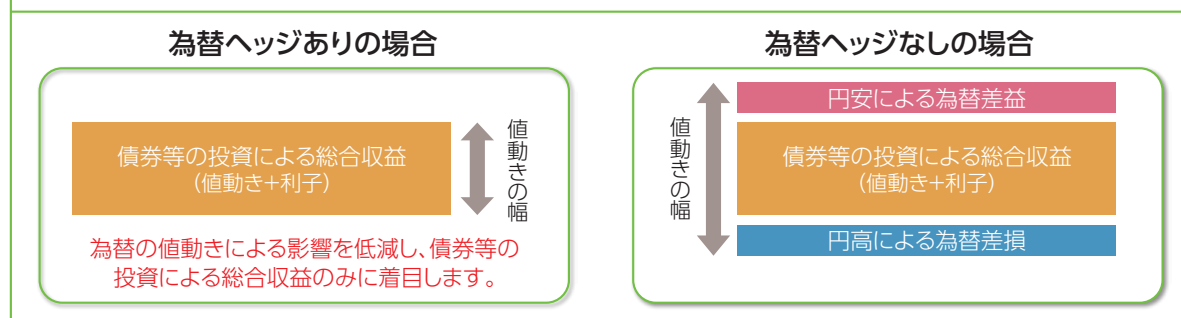 為替ヘッジありの場合
債券等の投資による総合収益
(値動き+利子)
値動きの幅
為替の値動きによる影響を低減し、債券等の
投資による総合収益のみに着目します。
為替ヘッジなしの場合
値動きの幅
円安による為替差益
債券等の投資による総合収益
(値動き+利子)
円高による為替差損